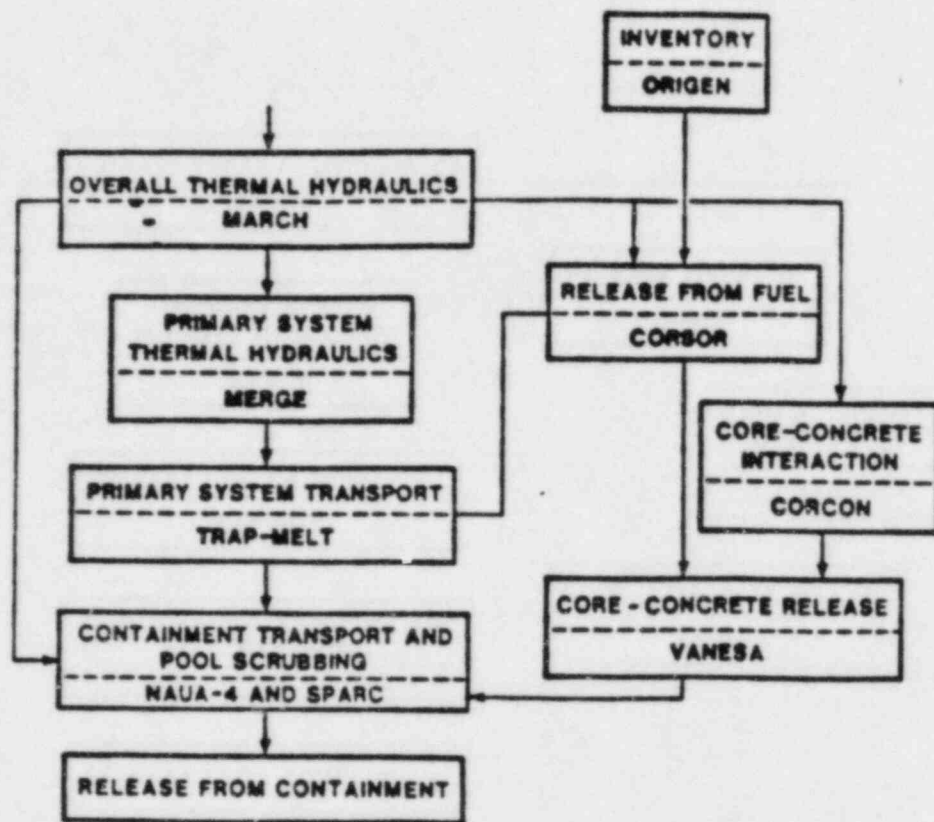 INVENTORY
ORIGEN
OVERALL THERMAL HYDRAULICS
MARCH
PRIMARY SYSTEM
THERMAL HYDRAULICS
MERGE
RELEASE FROM FUEL
CORSOR
CORE-CONCRETE
INTERACTION
CORCON
PRIMARY SYSTEM TRANSPORT
TRAP-MELT
CORE-CONCRETE RELEASE
VANESA
CONTAINMENT TRANSPORT AND
POOL SCRUBBING
NAUA-4 AND SPARC
RELEASE FROM CONTAINMENT